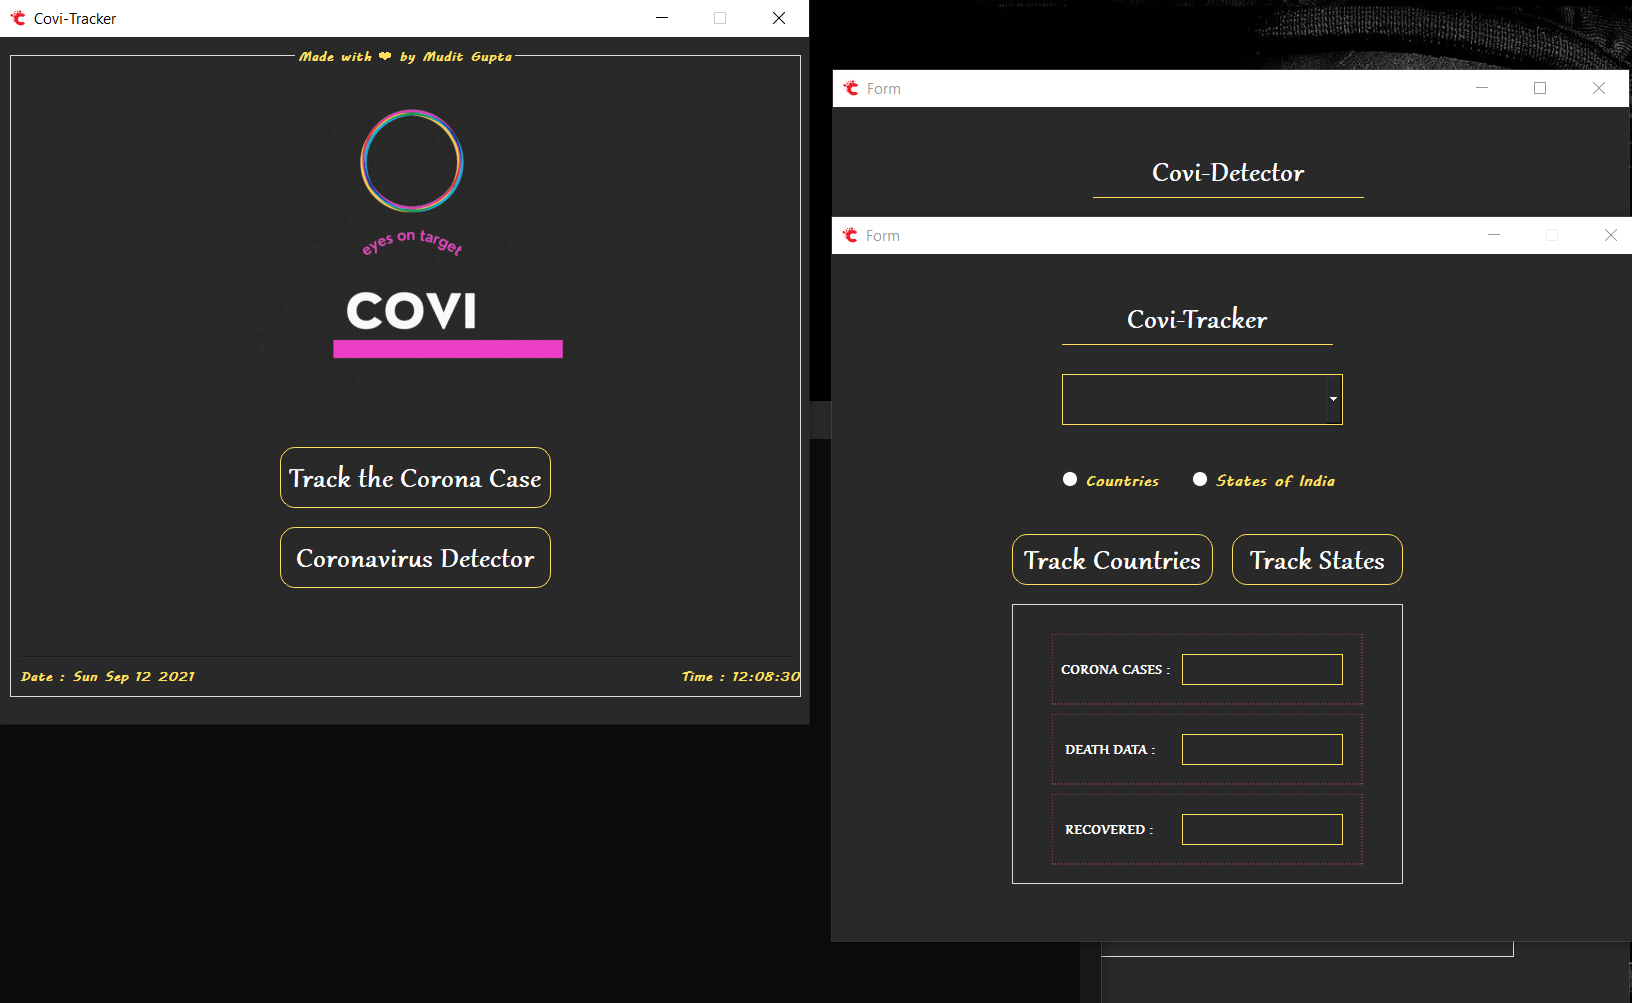 Covi-Tracker
Made with ❤ by Mudit Gupta
eyes on target
COVI
Track the Corona Case
Coronavirus Detector
Date : Sun Sep 12 2021
Time : 12:08:30
Form
Covi-Detector
Form
Covi-Tracker
Countries
States of India
Track Countries
Track States
CORONA CASES :
DEATH DATA :
RECOVERED :